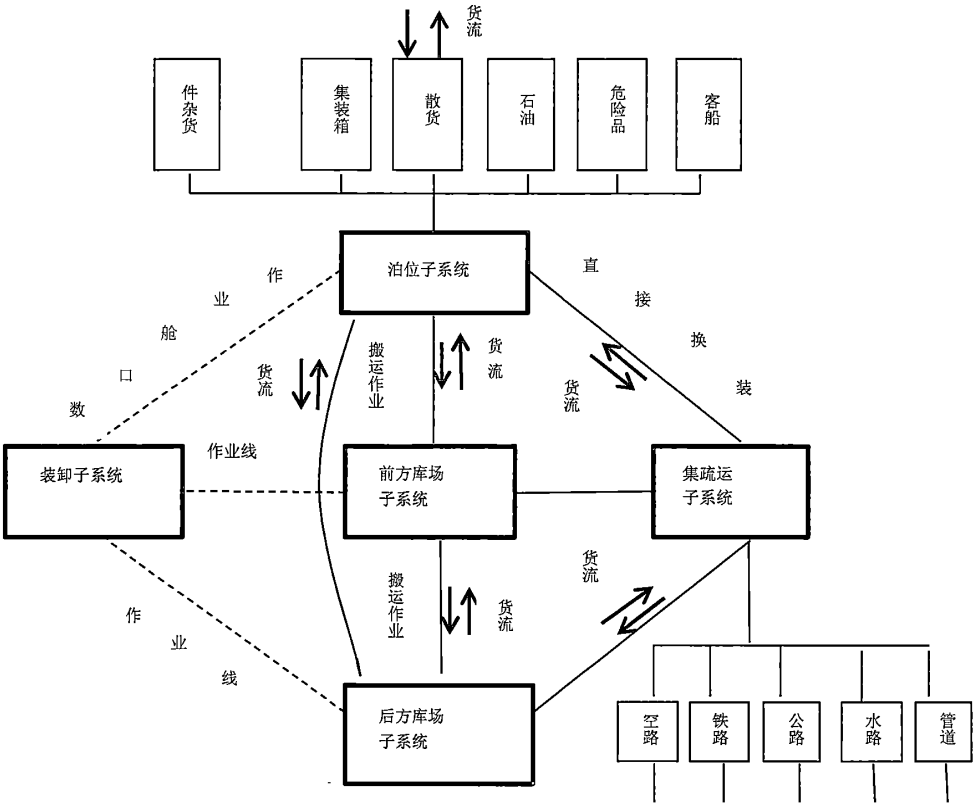 货流
件杂货
集装箱
散货
石油
危险品
客船
泊位子系统
数口舱业作
直接换装
货流
搬运作业
货流
货流
装卸子系统
作业线
前方库场
子系统
集疏运
子系统
作业线
搬运作业
货流
货流
后方库场
子系统
空路
铁路
公路
水路
管道